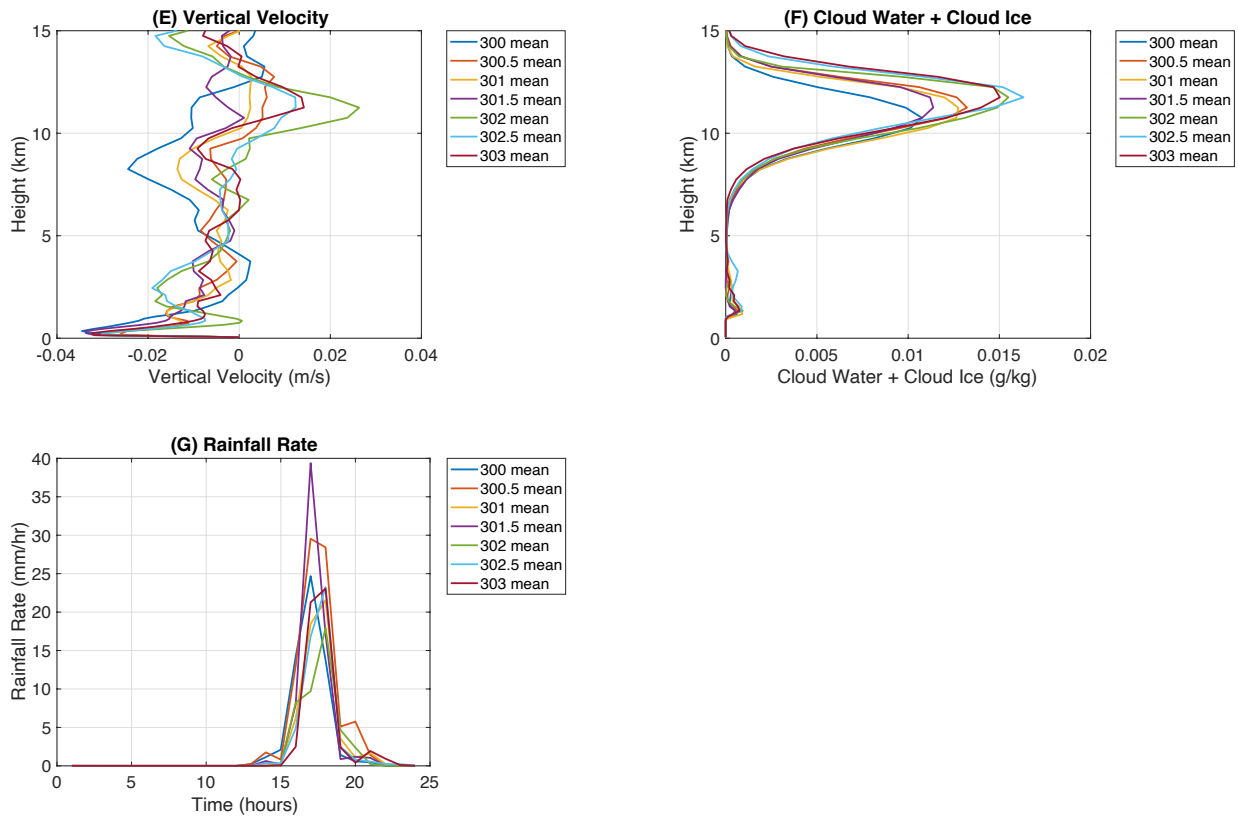 (E) Vertical Velocity
15
10
5
0
Height (km)
-0.04
-0.02
0
0.02
0.04
Vertical Velocity (m/s)
300 mean
300.5 mean
301 mean
301.5 mean
302 mean
302.5 mean
303 mean
(F) Cloud Water + Cloud Ice
15
10
5
0
Height (km)
0
0.005
0.01
0.015
0.02
Cloud Water + Cloud Ice (g/kg)
300 mean
300.5 mean
301 mean
301.5 mean
302 mean
302.5 mean
303 mean
(G) Rainfall Rate
40
35
30
25
20
15
10
5
0
Rainfall Rate (mm/hr)
0
5
10
15
20
25
Time (hours)
300 mean
300.5 mean
301 mean
301.5 mean
302 mean
302.5 mean
303 mean